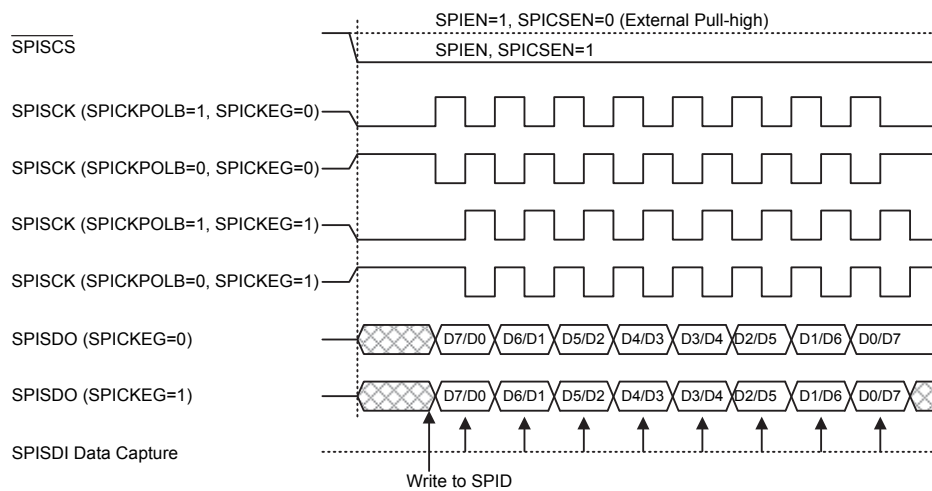 SPIEN=1, SPICSEN=0 (External Pull-high)
SPISCS
SPIEN, SPICSEN=1
SPISCK (SPICKPOLB=1, SPICKEG=0)
SPISCK (SPICKPOLB=0, SPICKEG=0)
SPISCK (SPICKPOLB=1, SPICKEG=1)
SPISCK (SPICKPOLB=0, SPICKEG=1)
SPISDO (SPICKEG=0) D7/D0 D6/D1 D5/D2 D4/D3 D3/D4 D2/D5 D1/D6 D0/D7
SPISDO (SPICKEG=1) D7/D0 D6/D1 D5/D2 D4/D3 D3/D4 D2/D5 D1/D6 D0/D7
SPISDI Data Capture
Write to SPID